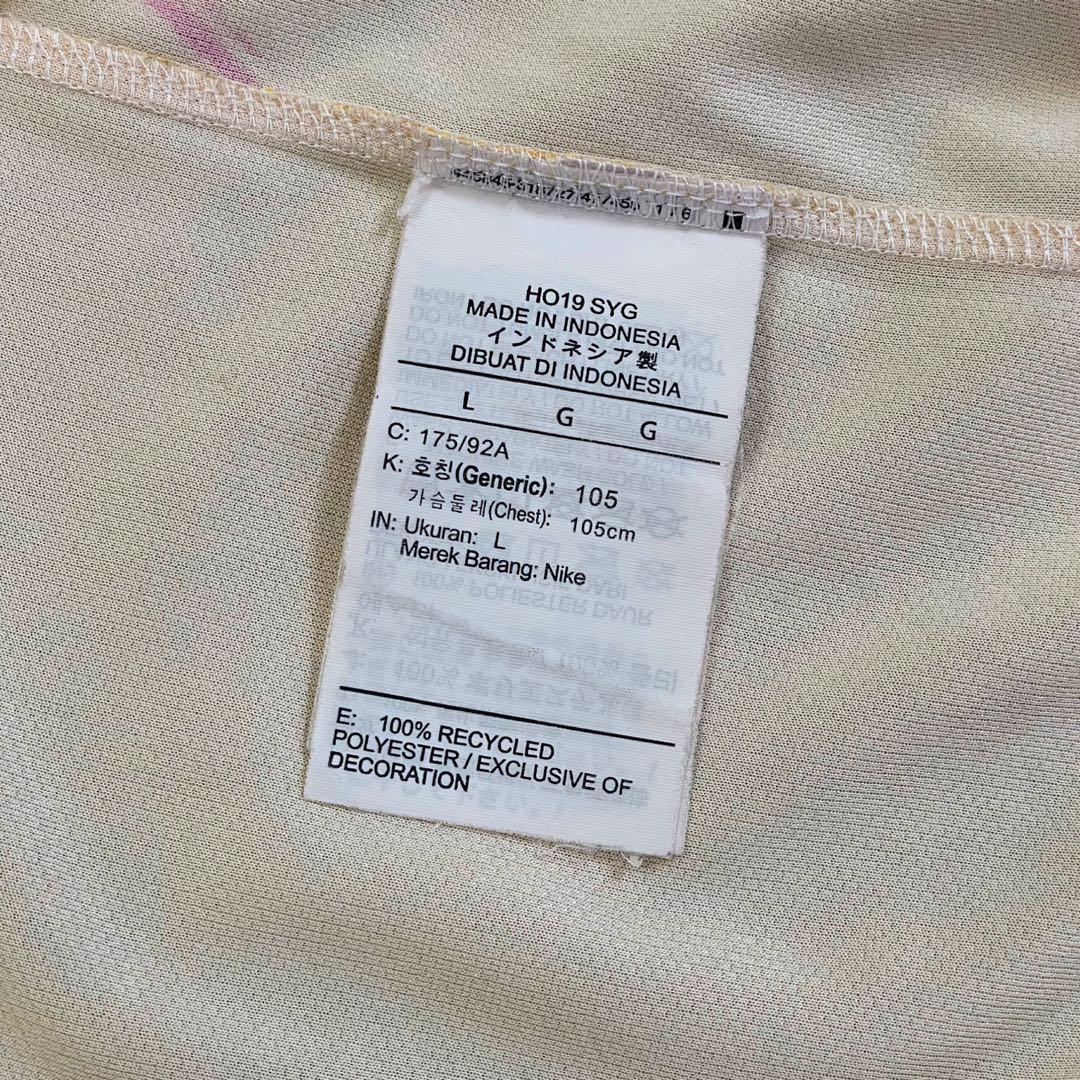 HO19 SYG
MADE IN INDONESIA
インドネシア製
DIBUAT DI INDONESIA
L G G
C: 175/92A
K: 호칭(Generic): 105
가슴둘레(Chest): 105cm
IN: Ukuran: L
Merek Barang: Nike
E: 100% RECYCLED
POLYESTER / EXCLUSIVE OF
DECORATION